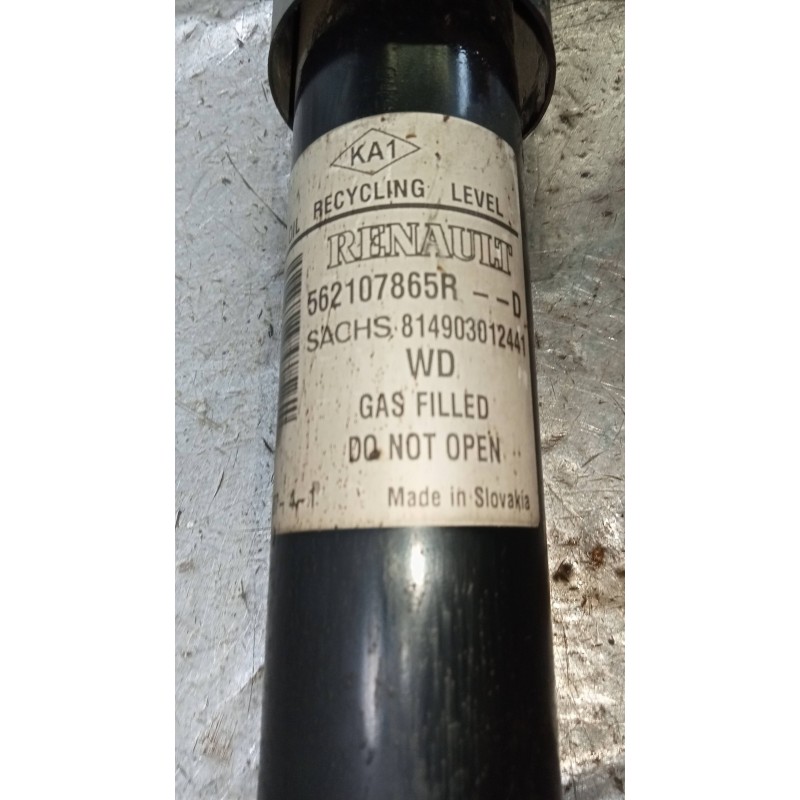 KA1
RECYCLING LEVEL
RENAULT
562107865R --D
SACHS 814903012441
WD
GAS FILLED
DO NOT OPEN
Made in Slovakia